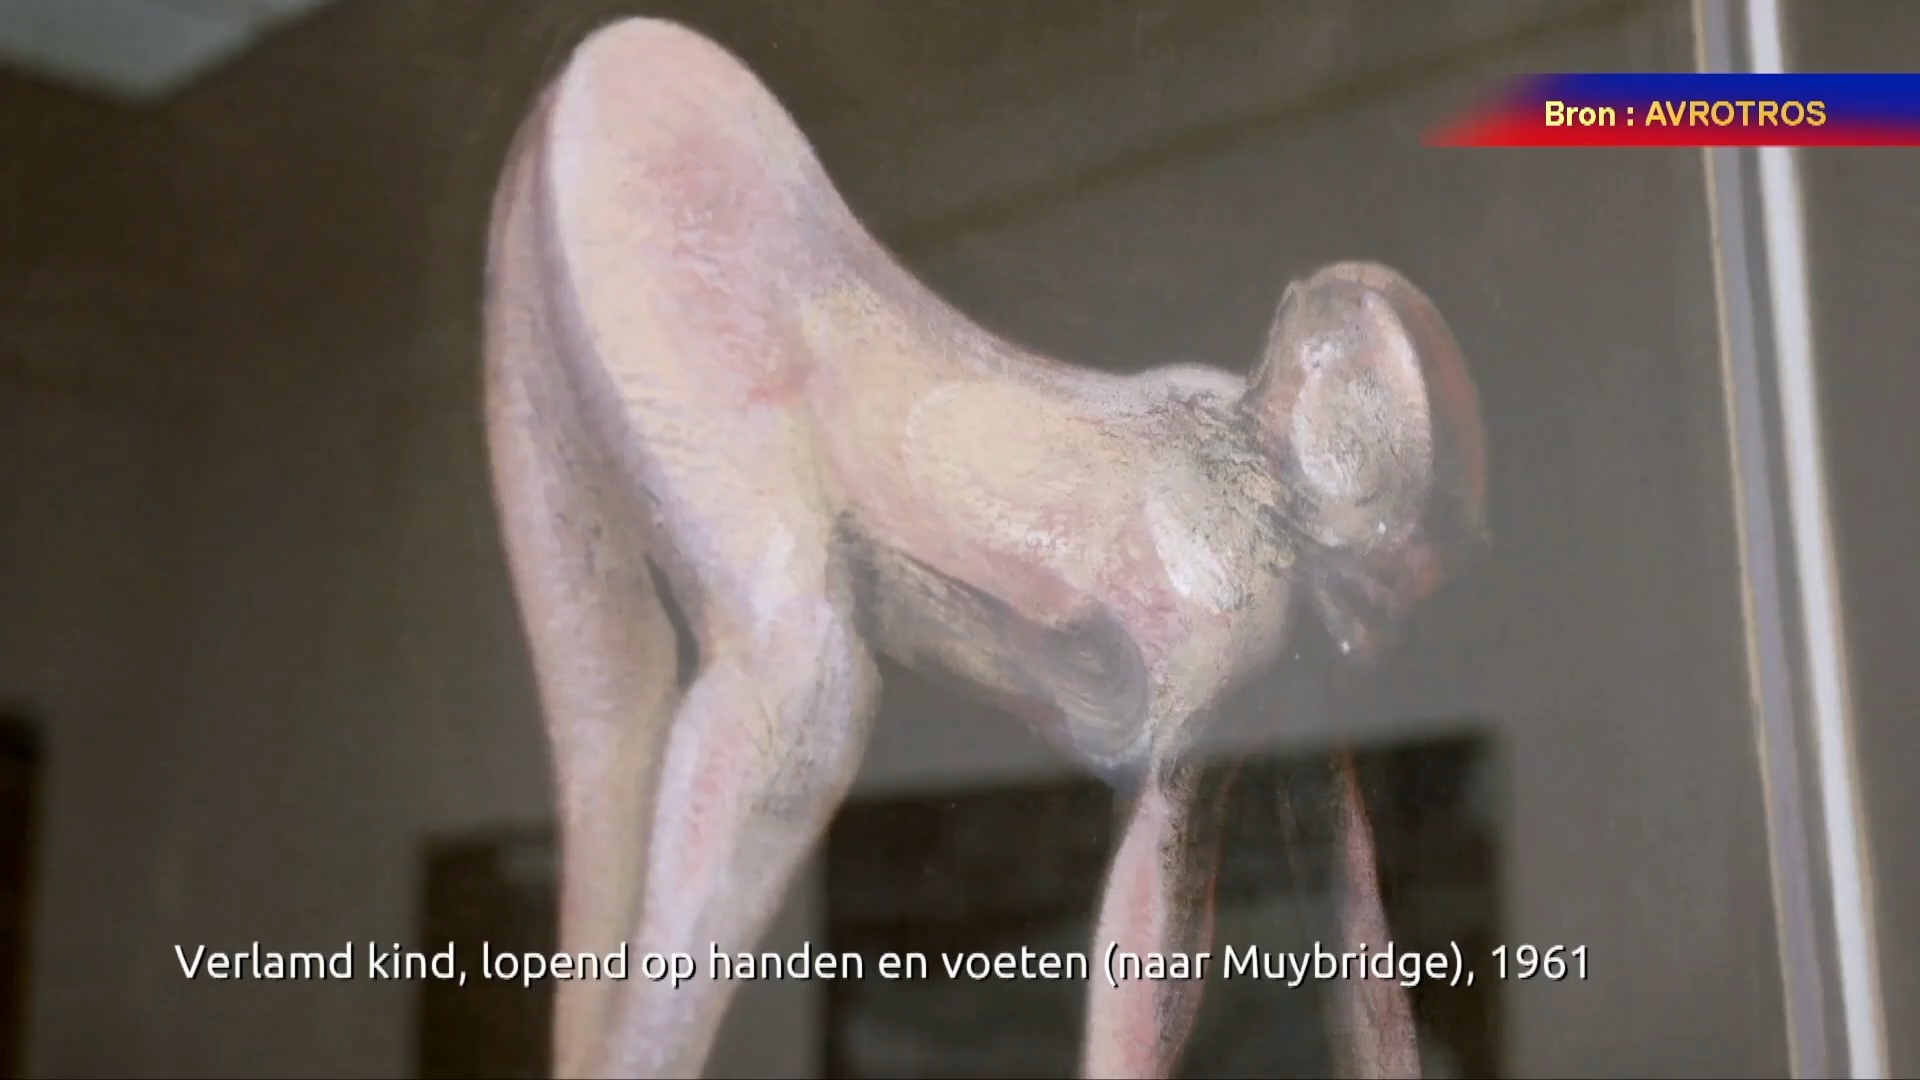 Bron : AVROTROS
Verlamd kind, lopend op handen en voeten (naar Muybridge), 1961